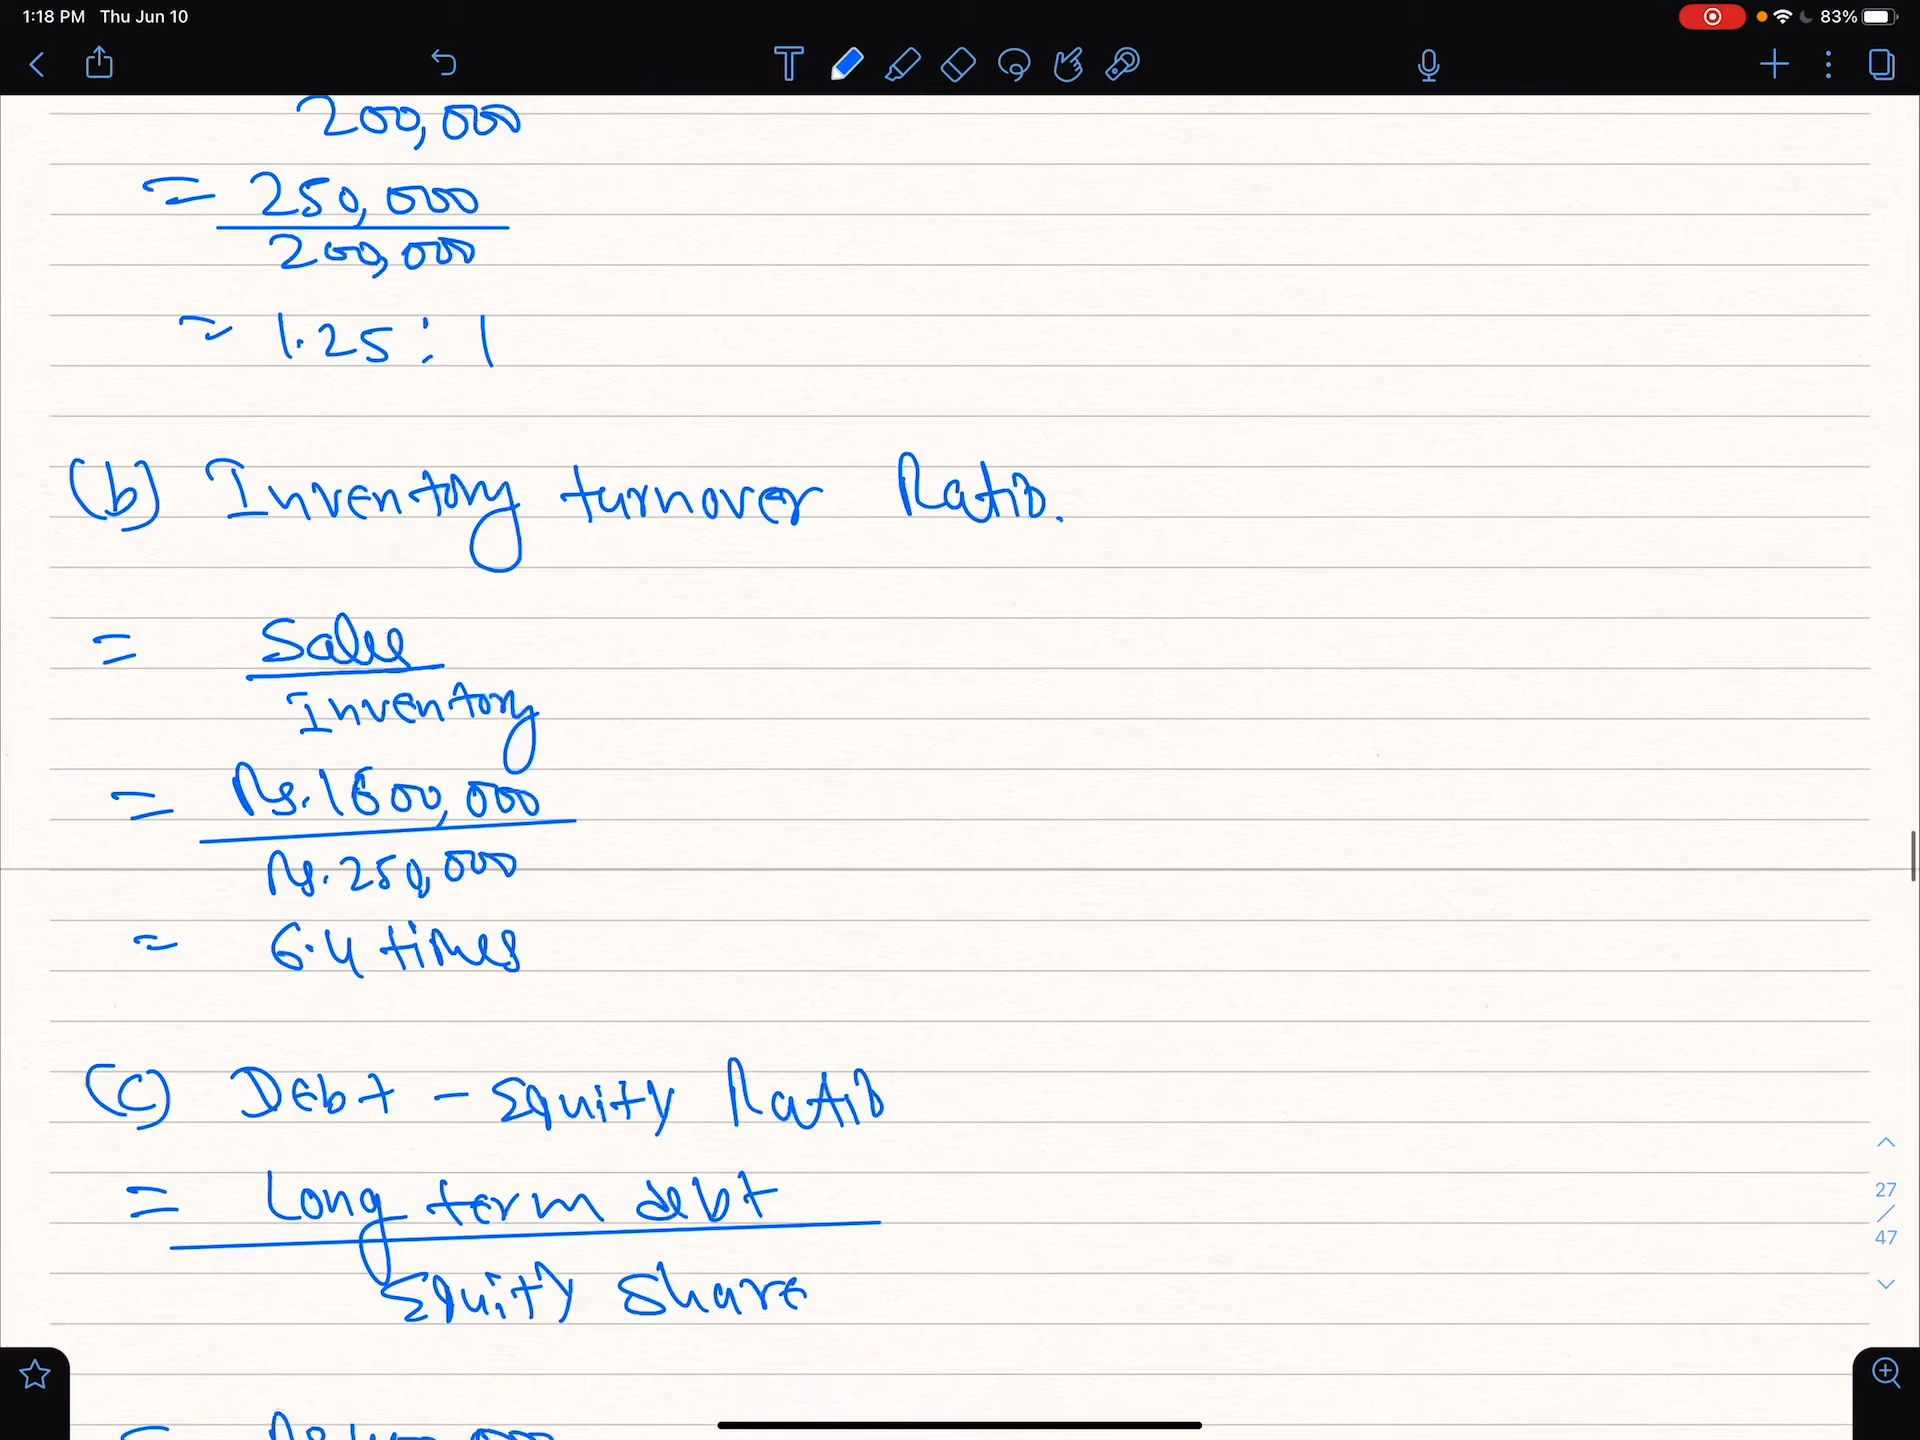 1:18 PM Thu Jun 10
83%
200,000
= 250,000
200,000
= 1.25 : 1
(b) Inventory turnover Ratio.
= Sales
Inventory
= Rs. 1600,000
Rs. 250,000
= 6.4 times
(c) Debt - Equity Ratio
= Long term debt
Equity share
27
/
47